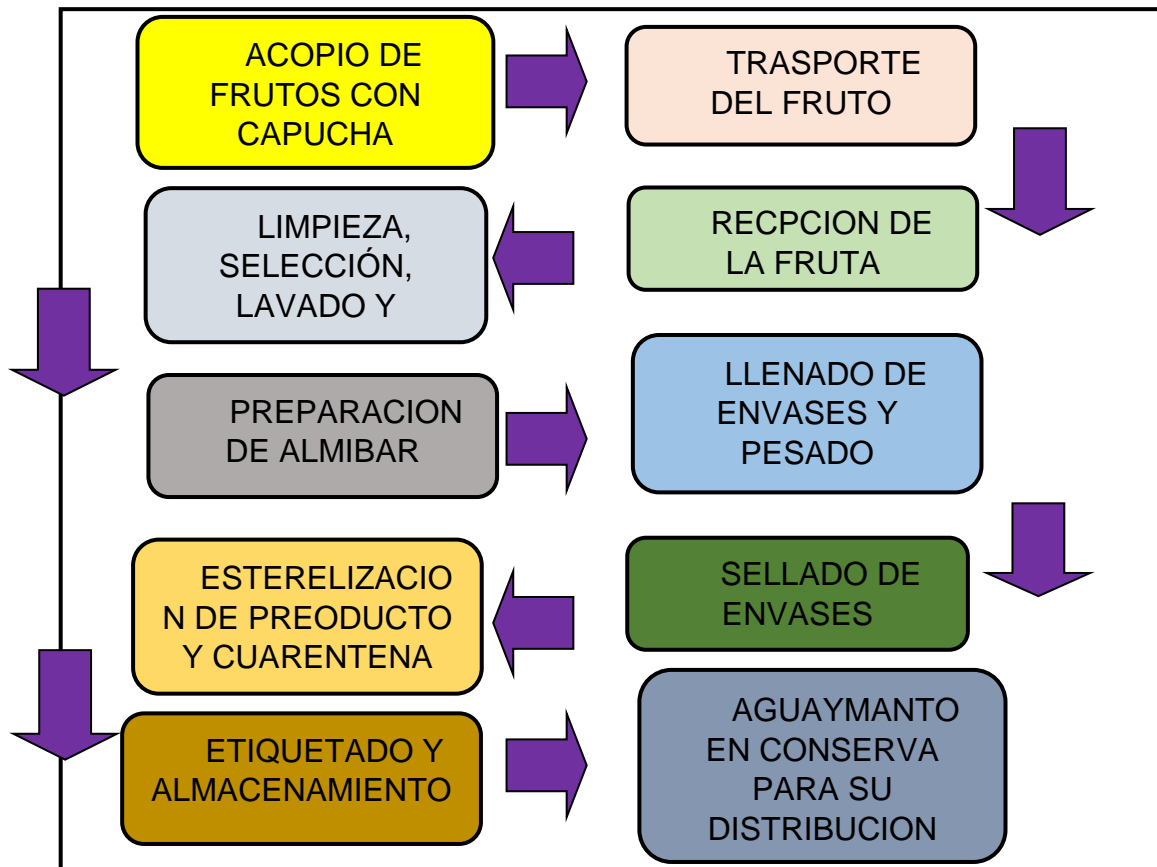 ACOPIO DE
FRUTOS CON
CAPUCHA
TRASPORTE
DEL FRUTO
RECPCION DE
LA FRUTA
LIMPIEZA,
SELECCIÓN,
LAVADO Y
PREPARACION
DE ALMIBAR
LLENADO DE
ENVASES Y
PESADO
SELLADO DE
ENVASES
ESTERELIZACIO
N DE PREODUCTO
Y CUARENTENA
ETIQUETADO Y
ALMACENAMIENTO
AGUAYMANTO
EN CONSERVA
PARA SU
DISTRIBUCION